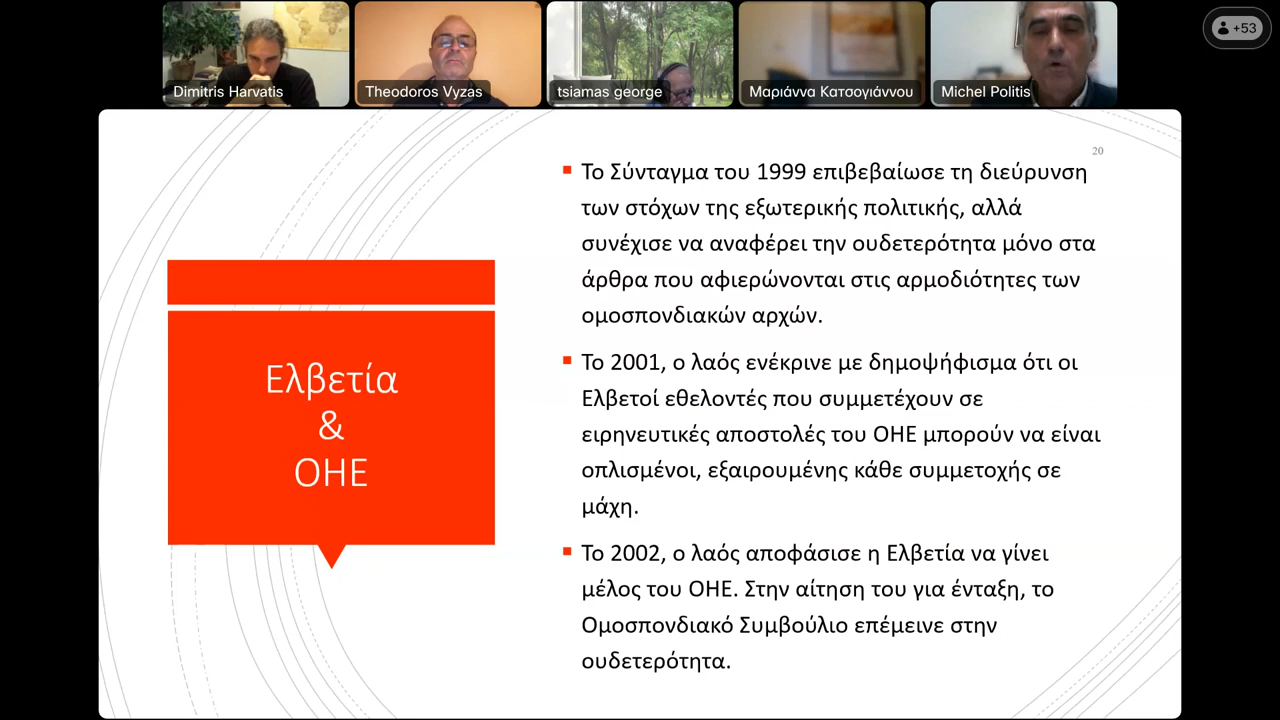 Dimitris Harvatis
Theodoros Vyzas
tsiamas george
Μαριάννα Κατσογιάννου
Michel Politis
+53
20
Ελβετία
&
ΟΗΕ
Το Σύνταγμα του 1999 επιβεβαίωσε τη διεύρυνση
των στόχων της εξωτερικής πολιτικής, αλλά
συνέχισε να αναφέρει την ουδετερότητα μόνο στα
άρθρα που αφιερώνονται στις αρμοδιότητες των
ομοσπονδιακών αρχών.
Το 2001, ο λαός ενέκρινε με δημοψήφισμα ότι οι
Ελβετοί εθελοντές που συμμετέχουν σε
ειρηνευτικές αποστολές του ΟΗΕ μπορούν να είναι
οπλισμένοι, εξαιρουμένης κάθε συμμετοχής σε
μάχη.
Το 2002, ο λαός αποφάσισε η Ελβετία να γίνει
μέλος του ΟΗΕ. Στην αίτηση του για ένταξη, το
Ομοσπονδιακό Συμβούλιο επέμεινε στην
ουδετερότητα.